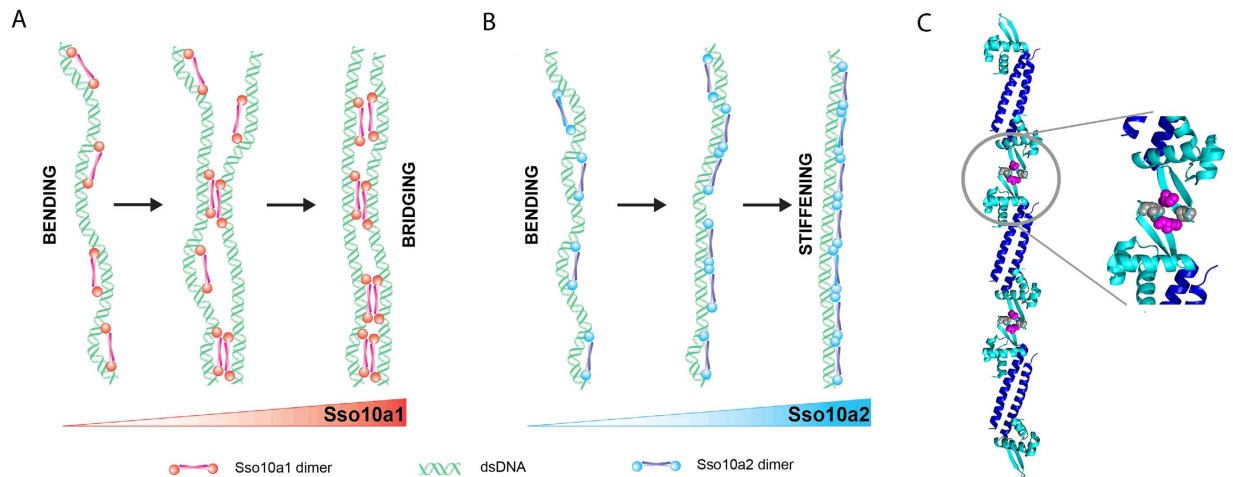 A
B
C
BENDING
BRIDGING
BENDING
STIFFENING
Sso10a1
Sso10a2
Sso10a1 dimer
dsDNA
Sso10a2 dimer